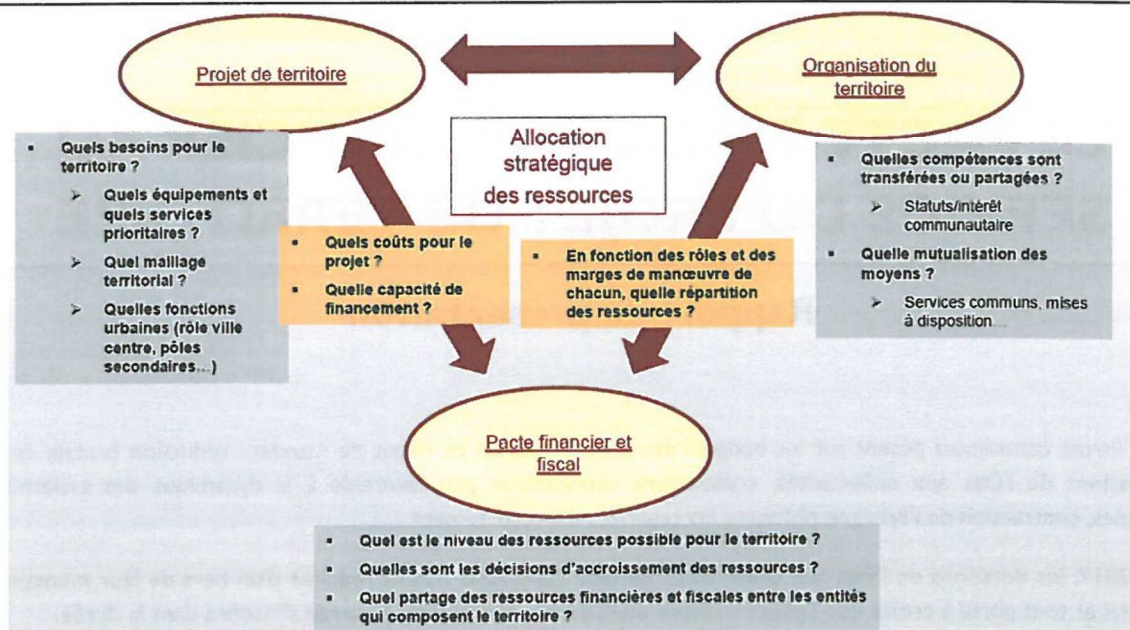 Projet de territoire
Organisation du
territoire
Allocation
stratégique
des ressources
▪ Quels besoins pour le
territoire ?
➢ Quels équipements et
quels services
prioritaires ?
➢ Quel maillage
territorial ?
➢ Quelles fonctions
urbaines (rôle ville
centre, pôles
secondaires...)
▪ Quels coûts pour le
projet ?
▪ Quelle capacité de
financement ?
▪ En fonction des rôles et des
marges de manœuvre de
chacun, quelle répartition
des ressources ?
▪ Quelles compétences sont
transférées ou partagées ?
➢ Statuts/intérêt
communautaire
▪ Quelle mutualisation des
moyens ?
➢ Services communs, mises
à disposition...
Pacte financier et
fiscal
▪ Quel est le niveau des ressources possible pour le territoire ?
▪ Quelles sont les décisions d'accroissement des ressources ?
▪ Quel partage des ressources financières et fiscales entre les entités
qui composent le territoire ?